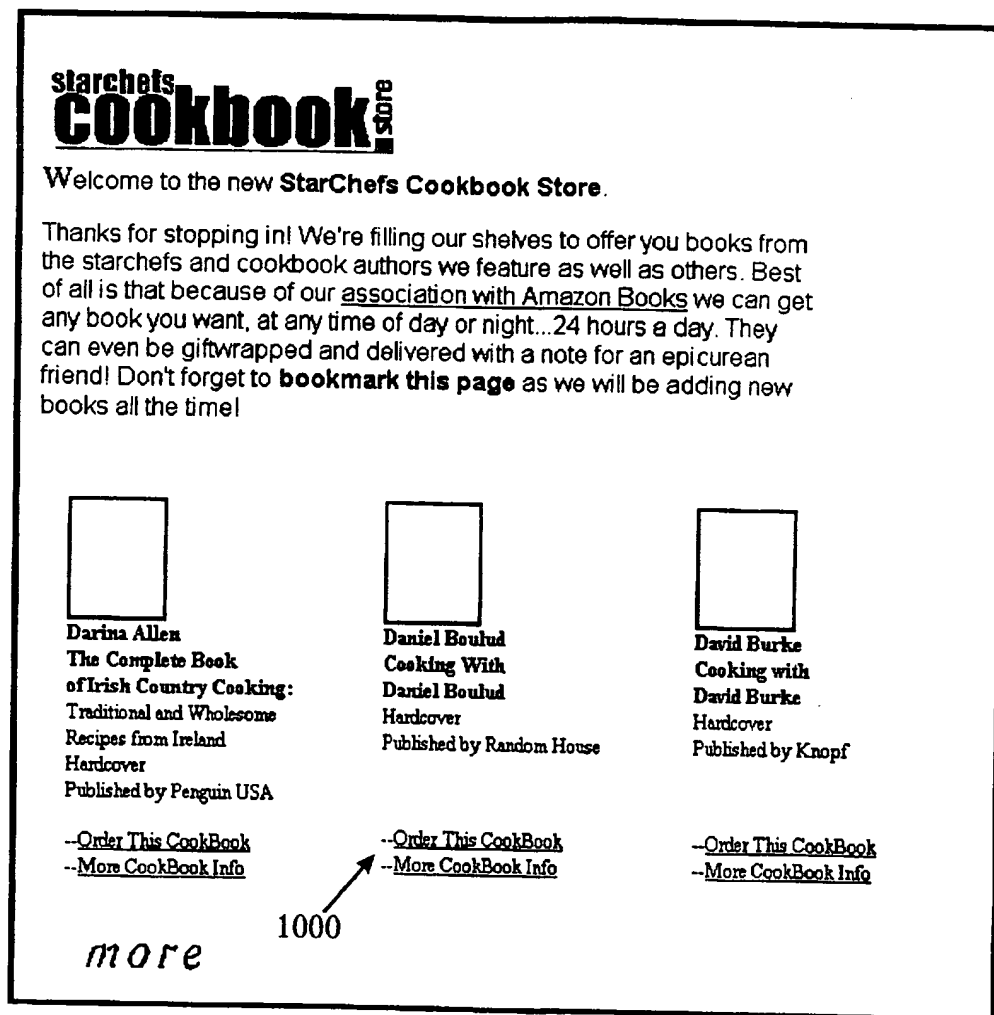 starchefs
cookbook.store
Welcome to the new StarChefs Cookbook Store.
Thanks for stopping in! We're filling our shelves to offer you books from
the starchefs and cookbook authors we feature as well as others. Best
of all is that because of our association with Amazon Books we can get
any book you want, at any time of day or night...24 hours a day. They
can even be giftwrapped and delivered with a note for an epicurean
friend! Don't forget to bookmark this page as we will be adding new
books all the time!
Darina Allen
The Complete Book
of Irish Country Cooking:
Traditional and Wholesome
Recipes from Ireland
Hardcover
Published by Penguin USA
--Order This CookBook
--More CookBook Info
Daniel Boulud
Cooking With
Daniel Boulud
Hardcover
Published by Random House
--Order This CookBook
--More CookBook Info
David Burke
Cooking with
David Burke
Hardcover
Published by Knopf
--Order This CookBook
--More CookBook Info
1000
more